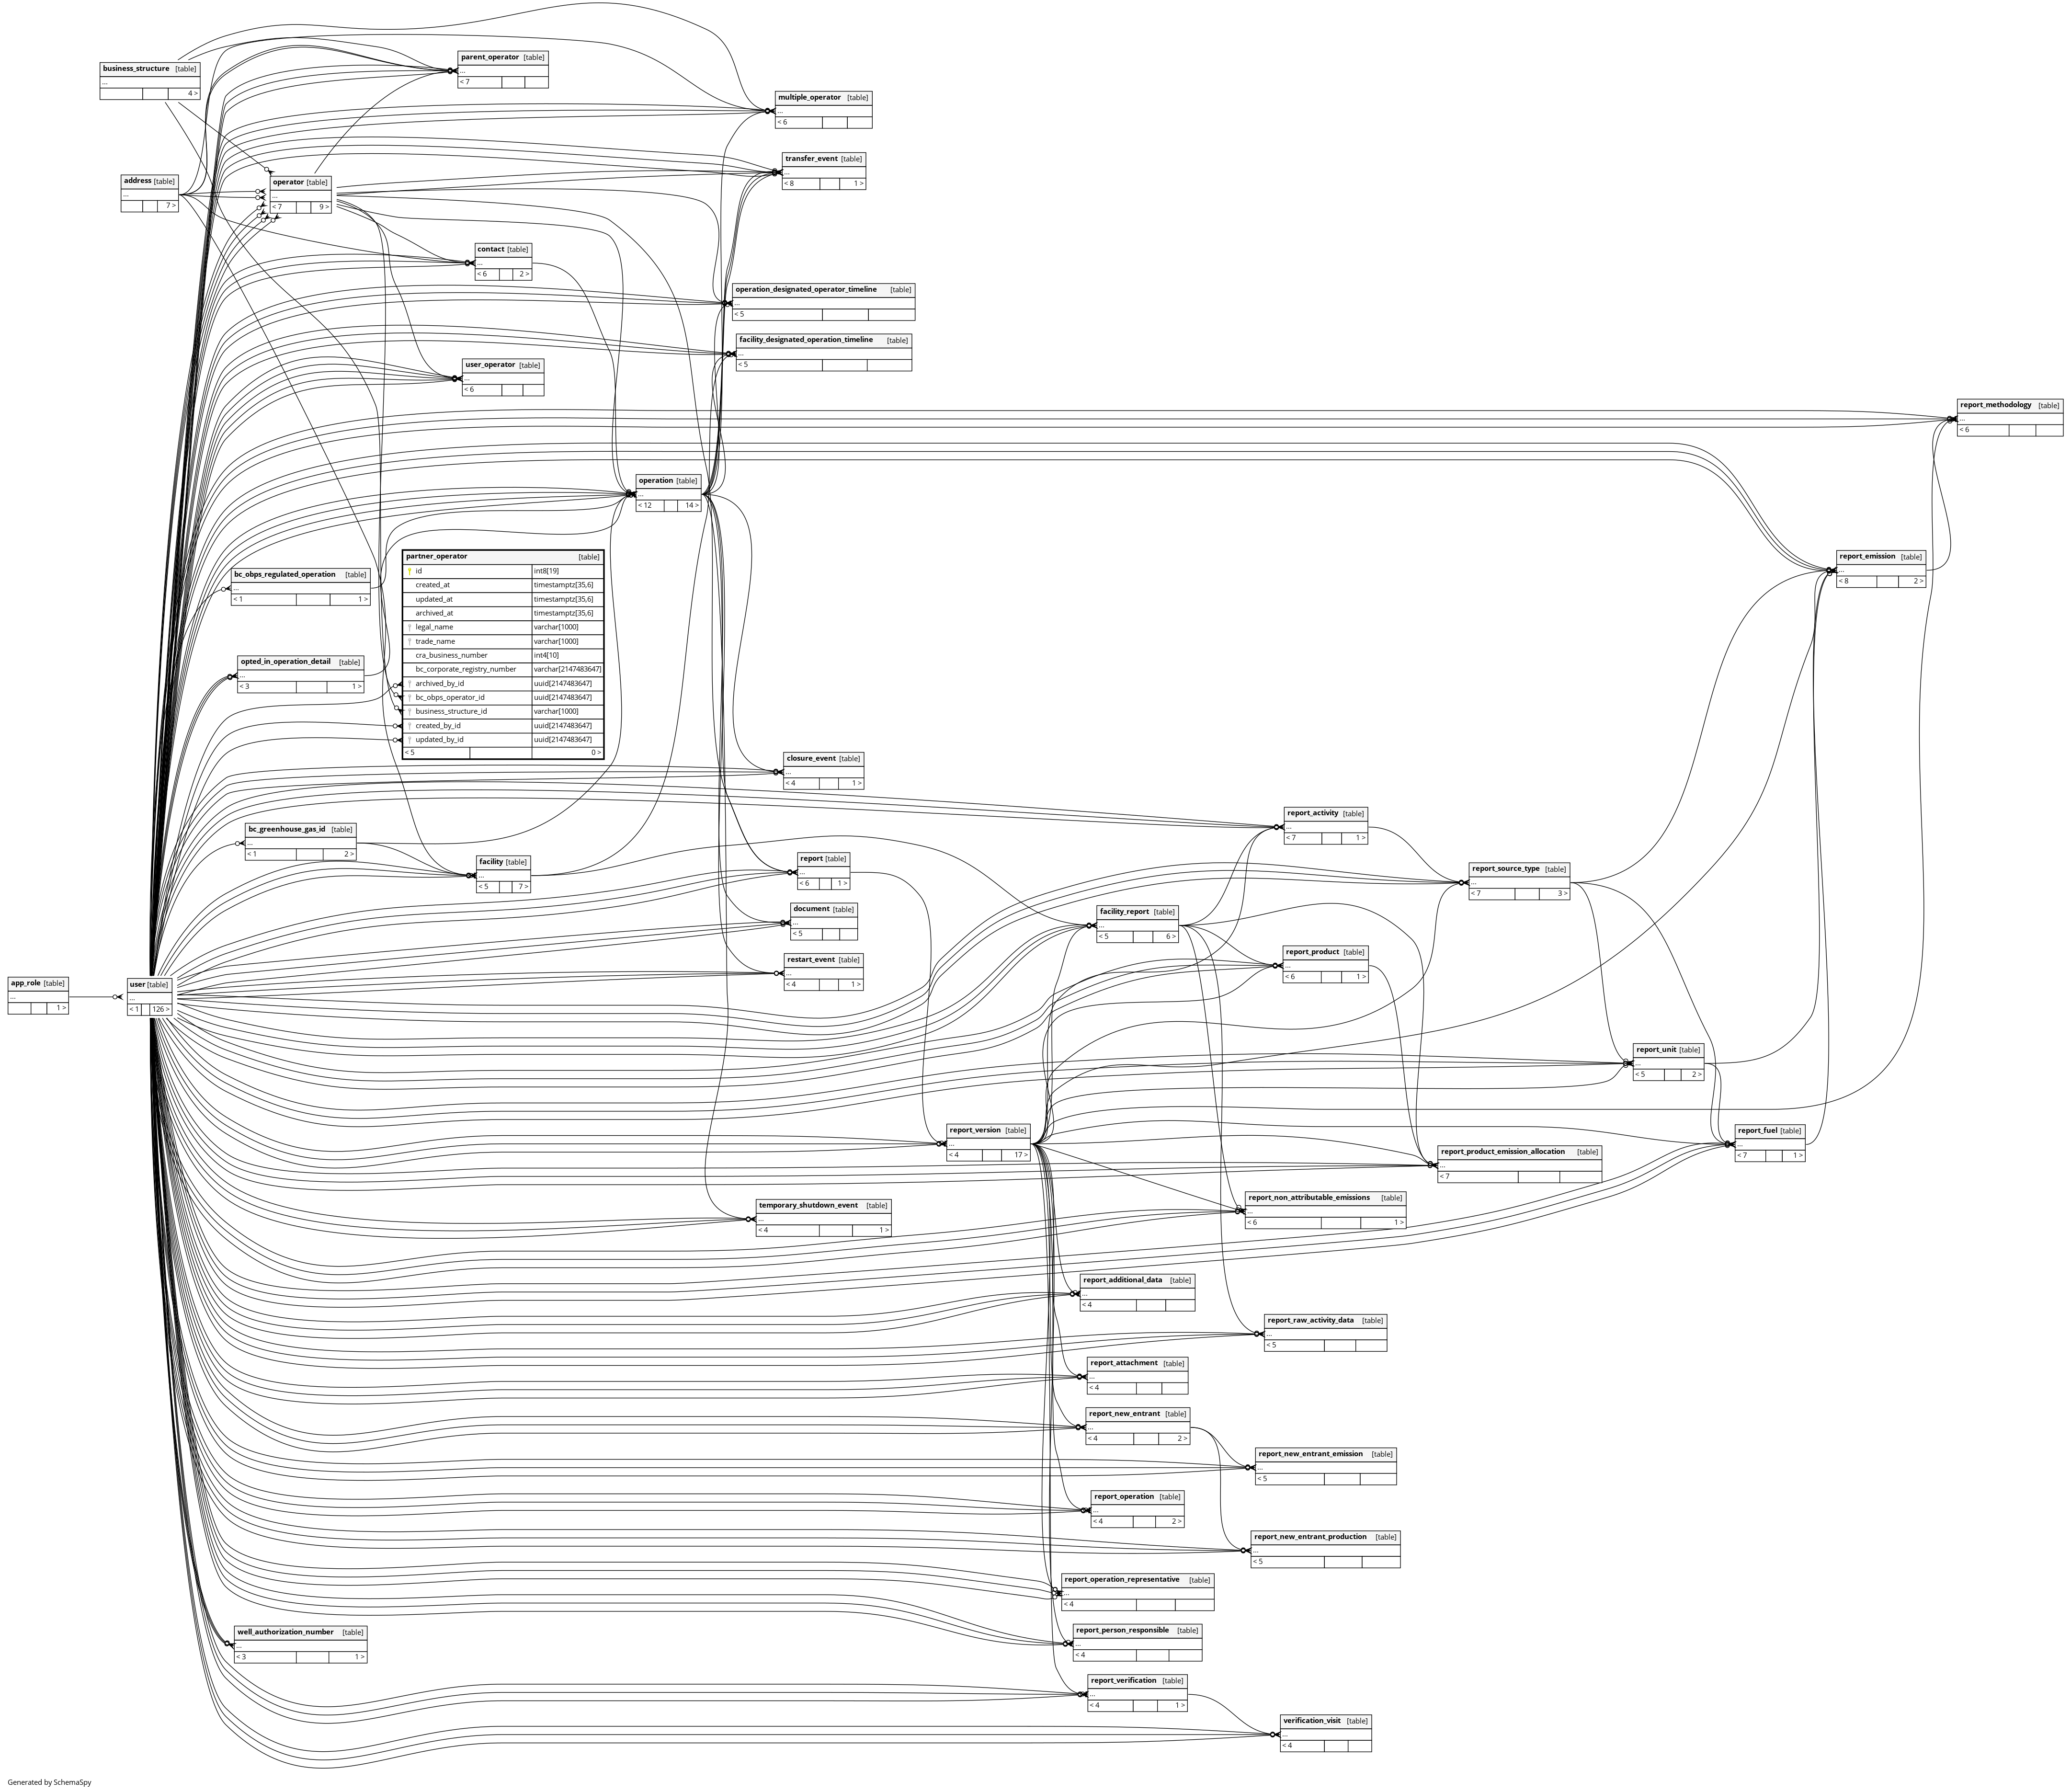 business_structure [table]
...
4 >
parent_operator [table]
...
< 7
multiple_operator [table]
...
< 6
transfer_event [table]
...
< 8 1 >
address [table]
...
7 >
operator [table]
...
< 7 9 >
contact [table]
...
< 6 2 >
operation_designated_operator_timeline [table]
...
< 5
facility_designated_operation_timeline [table]
...
< 5
user_operator [table]
...
< 6
report_methodology [table]
...
< 6
operation [table]
...
< 12 14 >
report_emission [table]
...
< 8 2 >
bc_obps_regulated_operation [table]
...
< 1 1 >
partner_operator [table]
id int8[19]
created_at timestamptz[35,6]
updated_at timestamptz[35,6]
archived_at timestamptz[35,6]
legal_name varchar[1000]
trade_name varchar[1000]
cra_business_number int4[10]
bc_corporate_registry_number varchar[2147483647]
archived_by_id uuid[2147483647]
bc_obps_operator_id uuid[2147483647]
business_structure_id varchar[1000]
created_by_id uuid[2147483647]
updated_by_id uuid[2147483647]
< 5 0 >
opted_in_operation_detail [table]
...
< 3 1 >
closure_event [table]
...
< 4 1 >
report_activity [table]
...
< 7 1 >
bc_greenhouse_gas_id [table]
...
< 1 2 >
facility [table]
...
< 5 7 >
report [table]
...
< 6 1 >
report_source_type [table]
...
< 7 3 >
document [table]
...
< 5
facility_report [table]
...
< 5 6 >
report_product [table]
...
< 6 1 >
restart_event [table]
...
< 4 1 >
app_role [table]
...
1 >
user [table]
...
< 1 126 >
report_unit [table]
...
< 5 2 >
report_version [table]
...
< 4 17 >
report_fuel [table]
...
< 7 1 >
report_product_emission_allocation [table]
...
< 7
report_non_attributable_emissions [table]
...
< 6 1 >
temporary_shutdown_event [table]
...
< 4 1 >
report_additional_data [table]
...
< 4
report_raw_activity_data [table]
...
< 5
report_attachment [table]
...
< 4
report_new_entrant [table]
...
< 4 2 >
report_new_entrant_emission [table]
...
< 5
report_operation [table]
...
< 4 2 >
report_new_entrant_production [table]
...
< 5
report_operation_representative [table]
...
< 4
report_person_responsible [table]
...
< 4
well_authorization_number [table]
...
< 3 1 >
report_verification [table]
...
< 4 1 >
verification_visit [table]
...
< 4
Generated by SchemaSpy